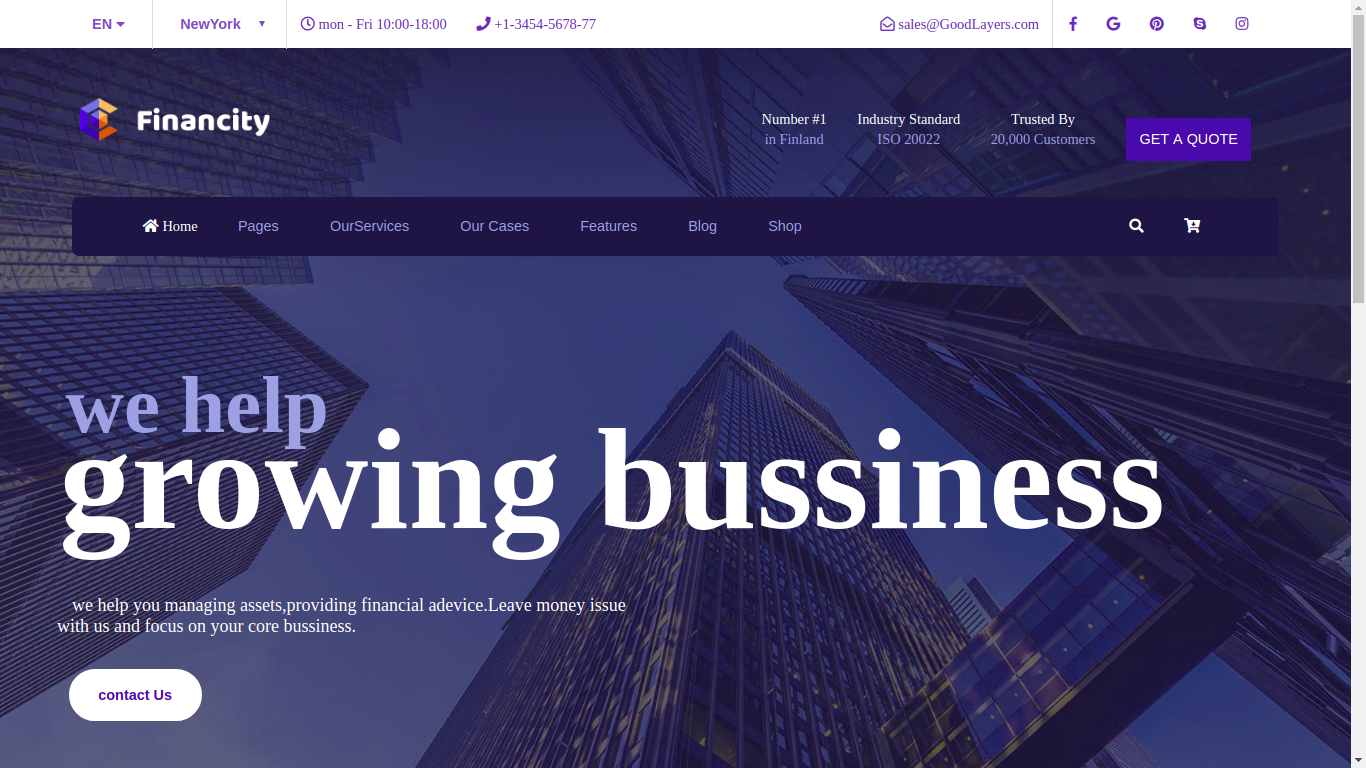 EN NewYork mon - Fri 10:00-18:00 +1-3454-5678-77 sales@GoodLayers.com
Financity
Number #1 Industry Standard Trusted By
in Finland ISO 20022 20,000 Customers
GET A QUOTE
Home Pages OurServices Our Cases Features Blog Shop
we help
growing bussiness
we help you managing assets,providing financial adevice.Leave money issue
with us and focus on your core bussiness.
contact Us